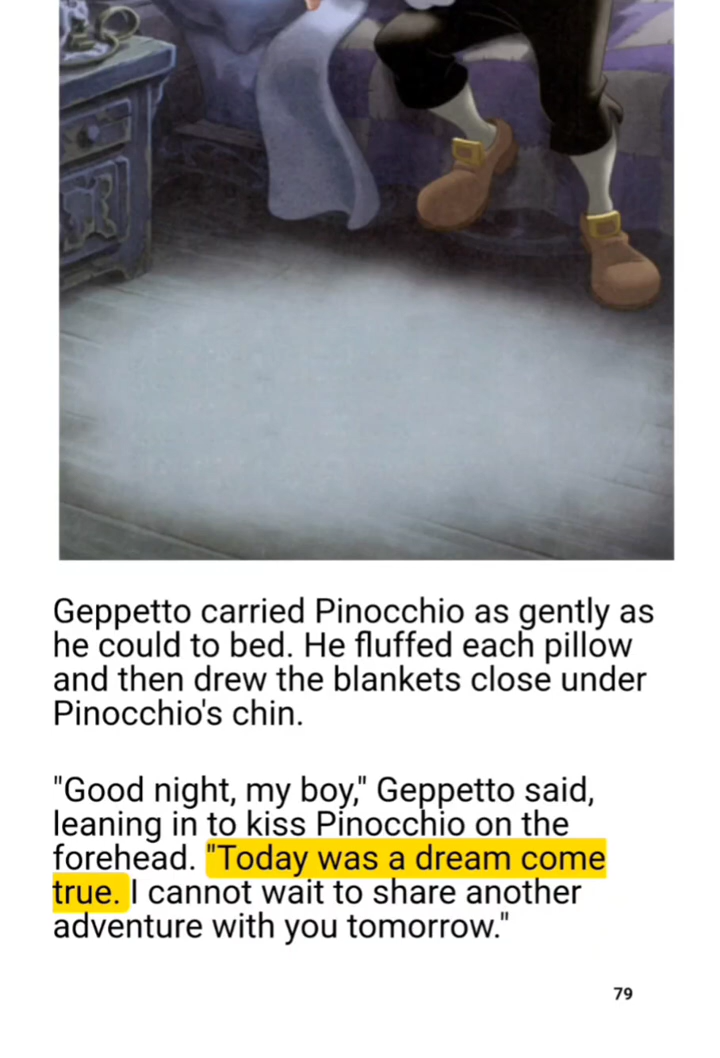 Geppetto carried Pinocchio as gently as
he could to bed. He fluffed each pillow
and then drew the blankets close under
Pinocchio's chin.
"Good night, my boy," Geppetto said,
leaning in to kiss Pinocchio on the
forehead. "Today was a dream come
true. I cannot wait to share another
adventure with you tomorrow."
79